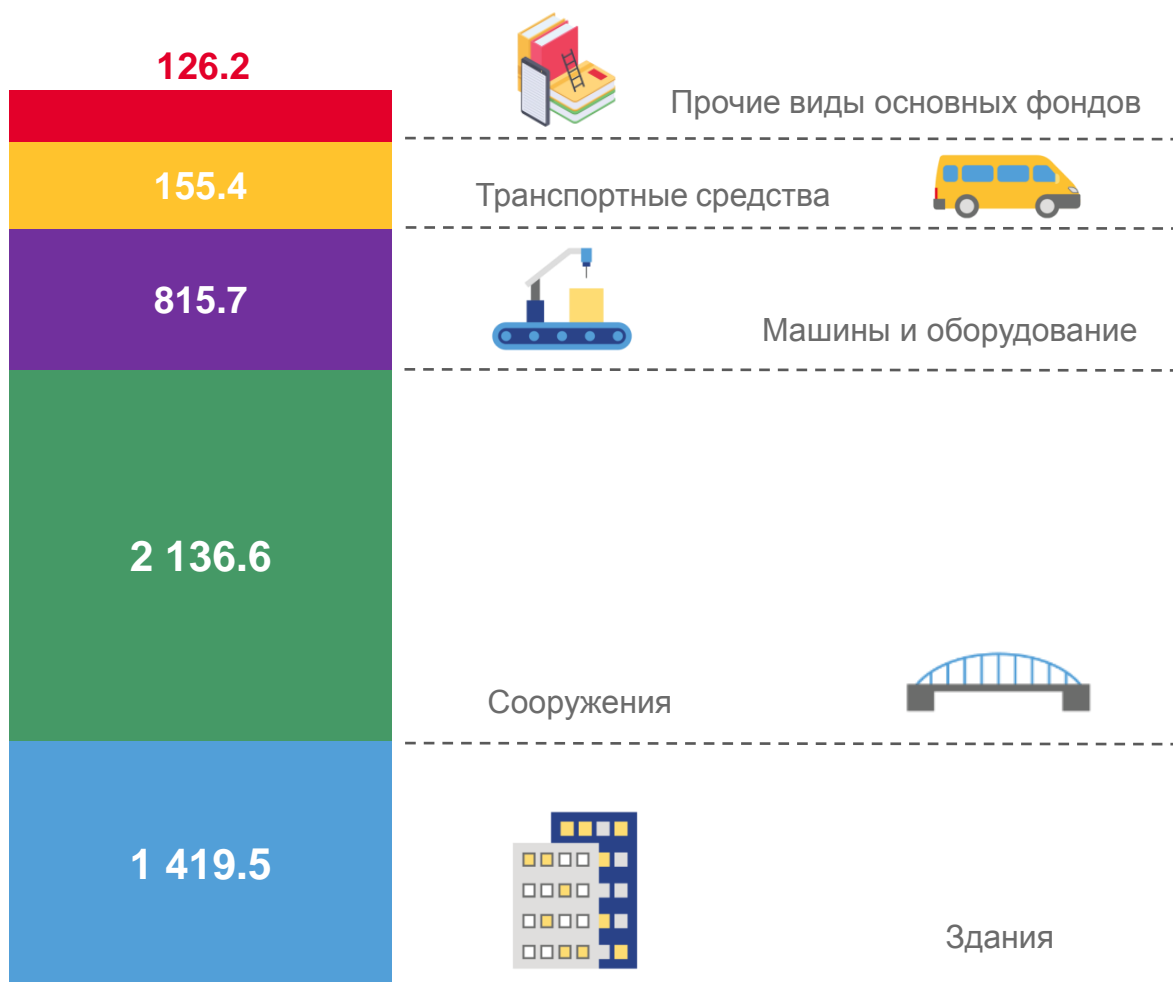 126.2
Прочие виды основных фондов
155.4
Транспортные средства
815.7
Машины и оборудование
2 136.6
Сооружения
1 419.5
Здания